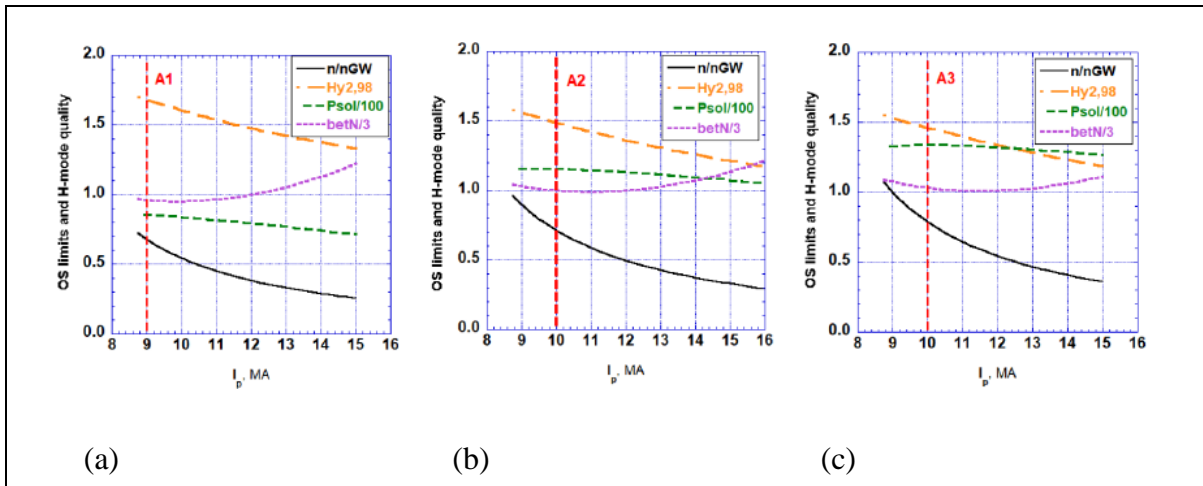 OS limits and H-mode quality
2.0
1.5
1.0
0.5
0.0
A1
n/nGW
Hy2,98
Psol/100
betN/3
8 9 10 11 12 13 14 15 16
Ip, MA
(a)
OS limits and H-mode quality
2.0
1.5
1.0
0.5
0.0
A2
n/nGW
Hy2,98
Psol/100
betN/3
8 9 10 11 12 13 14 15 16
Ip, MA
(b)
OS limits and H-mode quality
2.0
1.5
1.0
0.5
0.0
A3
n/nGW
Hy2,98
Psol/100
betN/3
8 9 10 11 12 13 14 15 16
Ip, MA
(c)